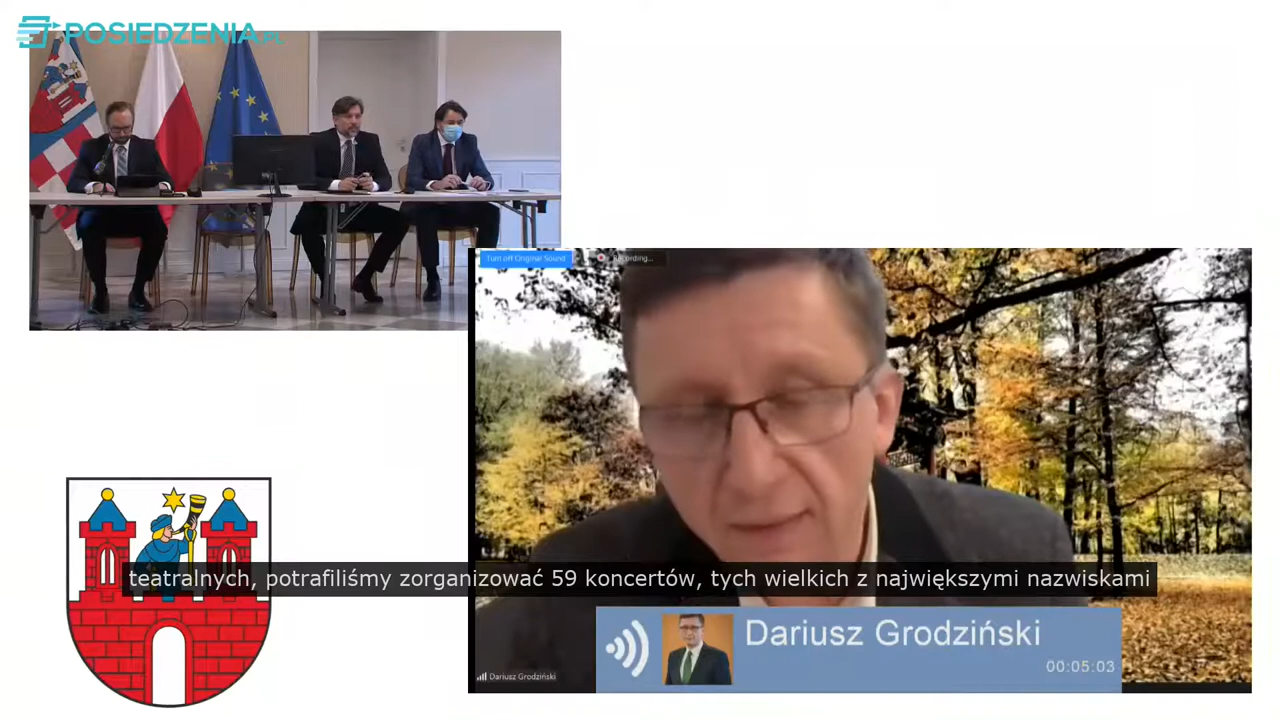 POSIEDZENIA.PL
Turn off Original Sound
Recording...
teatralnych, potrafiliśmy zorganizować 59 koncertów, tych wielkich z największymi nazwiskami
Dariusz Grodziński
00:05:03
Dariusz Grodziński